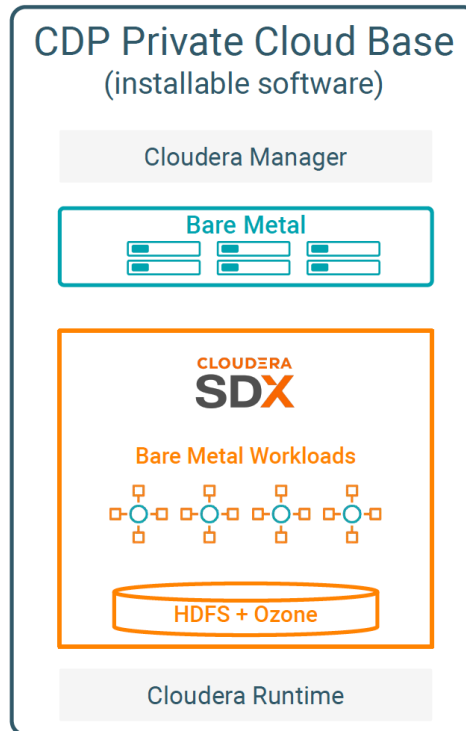 CDP Private Cloud Base
(installable software)
Cloudera Manager
Bare Metal
CLOUDERA
SDX
Bare Metal Workloads
HDFS + Ozone
Cloudera Runtime